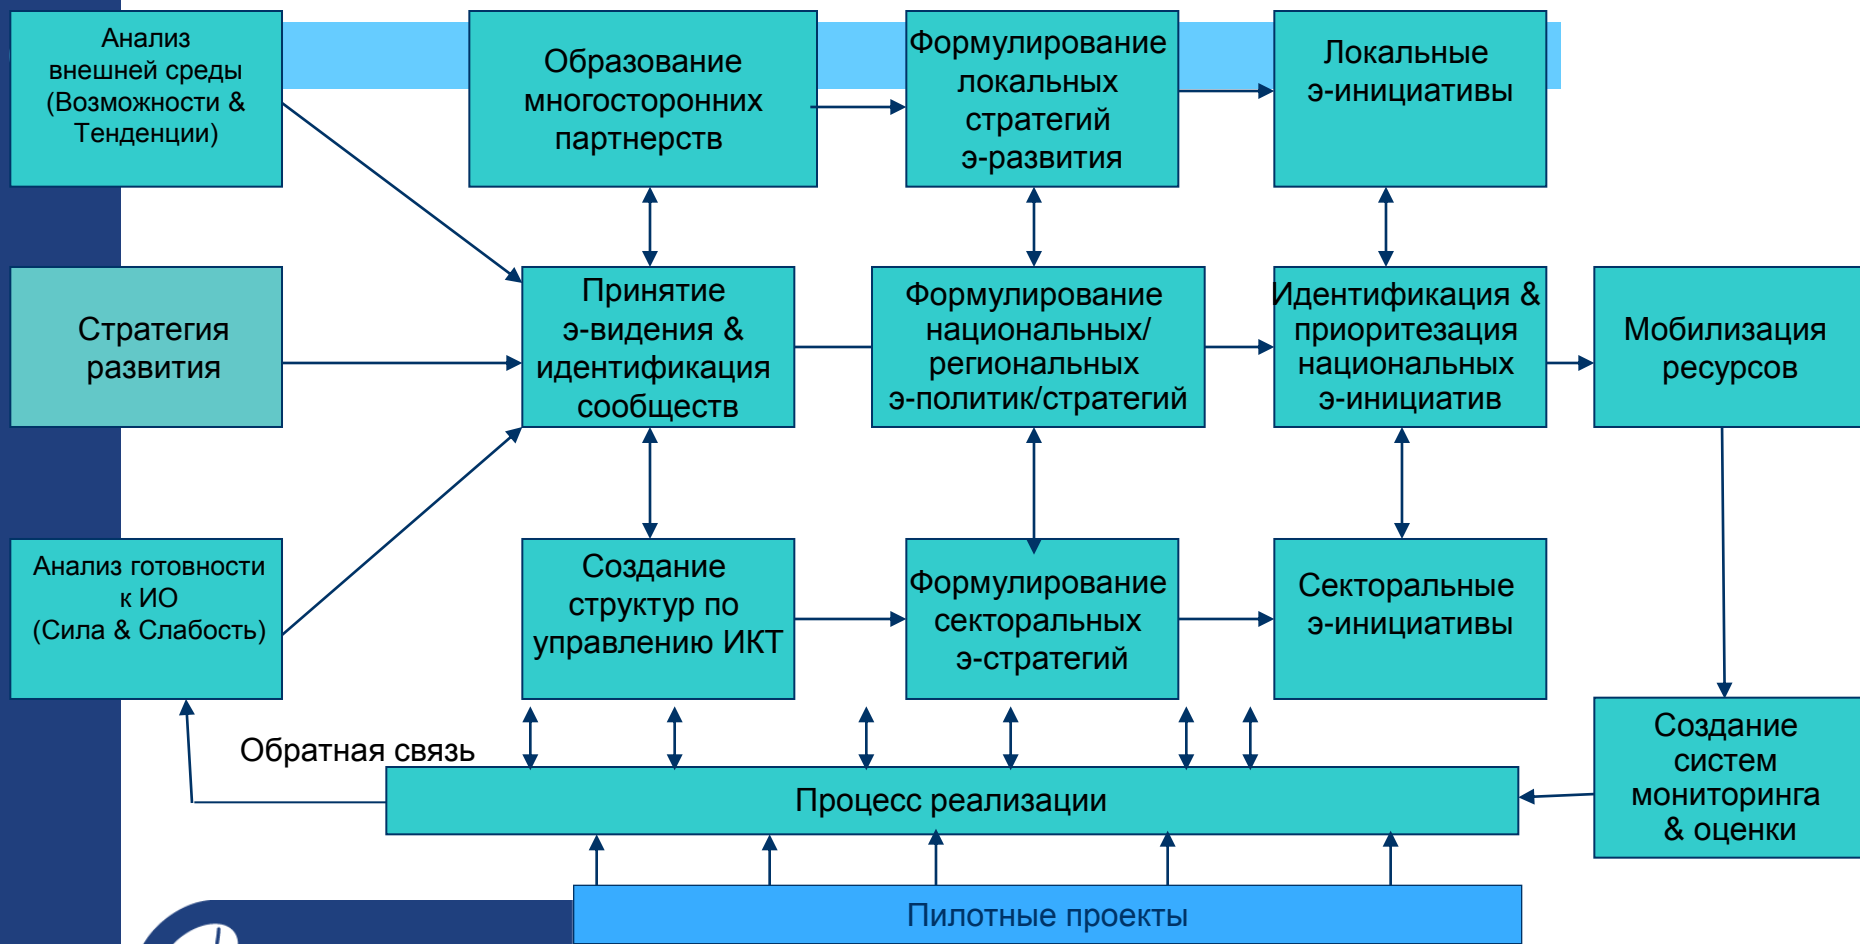 Анализ
внешней среды
(Возможности &
Тенденции)
Образование
многосторонних
партнерств
Формулирование
локальных
стратегий
э-развития
Локальные
э-инициативы
Стратегия
развития
Принятие
э-видения &
идентификация
сообществ
Формулирование
национальных/
региональных
э-политик/стратегий
Идентификация &
приоритезация
национальных
э-инициатив
Мобилизация
ресурсов
Анализ готовности
к ИО
(Сила & Слабость)
Создание
структур по
управлению ИКТ
Формулирование
секторальных
э-стратегий
Секторальные
э-инициативы
Обратная связь
Процесс реализации
Создание
систем
мониторинга
& оценки
Пилотные проекты